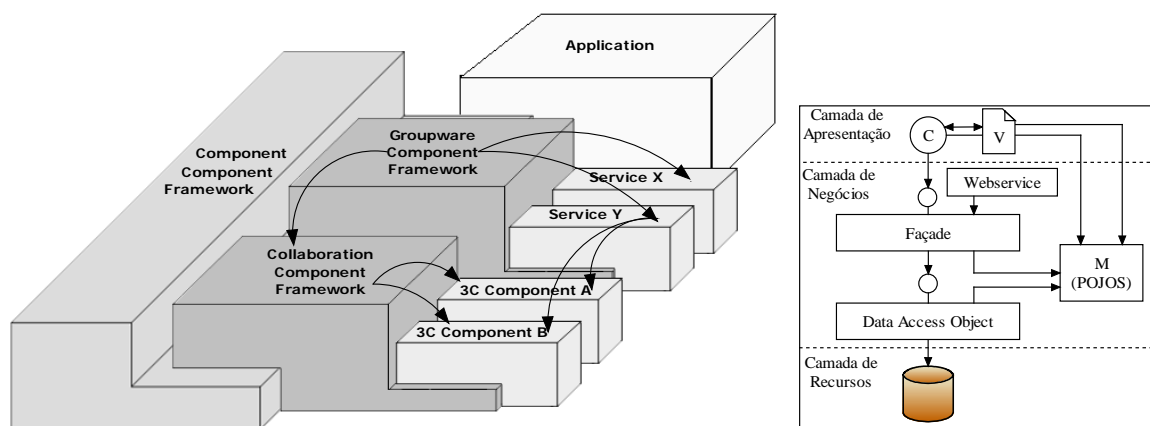 Application
Component
Component
Framework
Groupware
Component
Framework
Service X
Service Y
Collaboration
Component
Framework
3C Component A
3C Component B
Camada de
Apresentação
C
V
Camada de
Negócios
Webservice
Façade
M
(POJOS)
Data Access Object
Camada de
Recursos